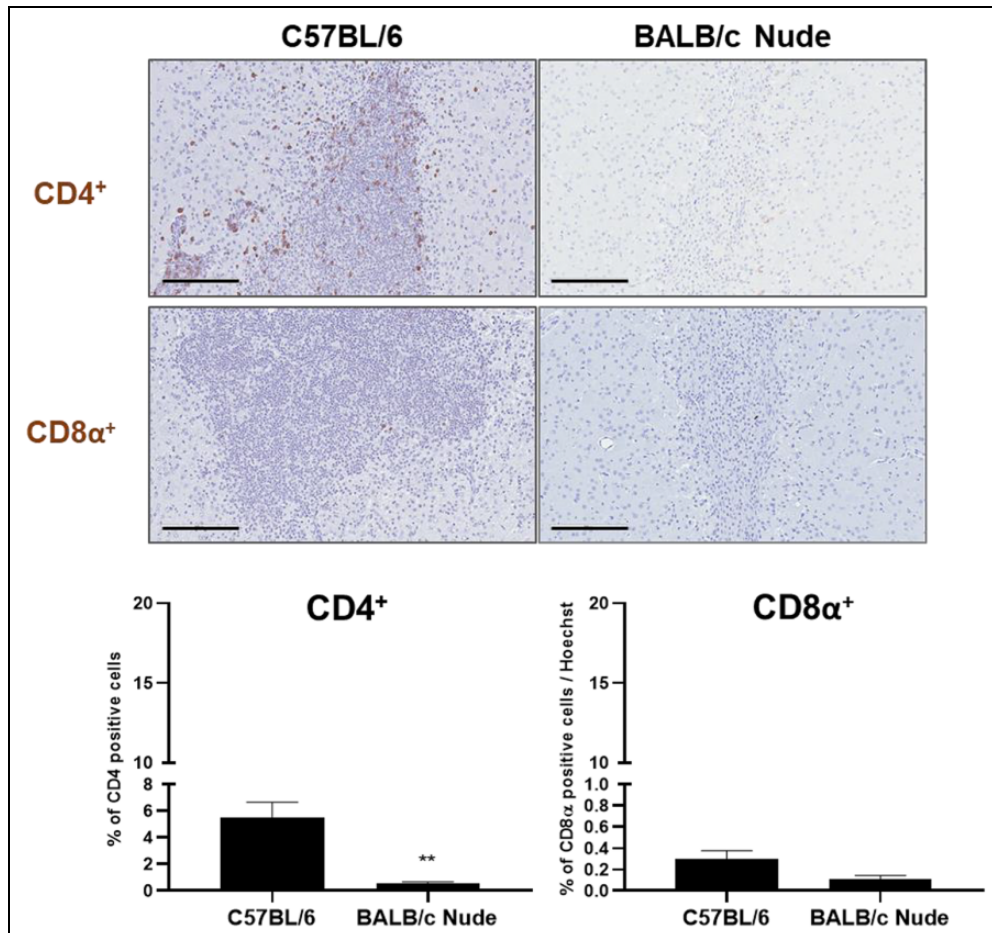 C57BL/6 BALB/c Nude
CD4⁺
CD8α⁺
CD4⁺
% of CD4 positive cells
20
15
10
8
6
4
2
0
**
C57BL/6 BALB/c Nude
CD8α⁺
% of CD8α positive cells / Hoechst
20
15
10
1.0
0.8
0.6
0.4
0.2
0.0
C57BL/6 BALB/c Nude